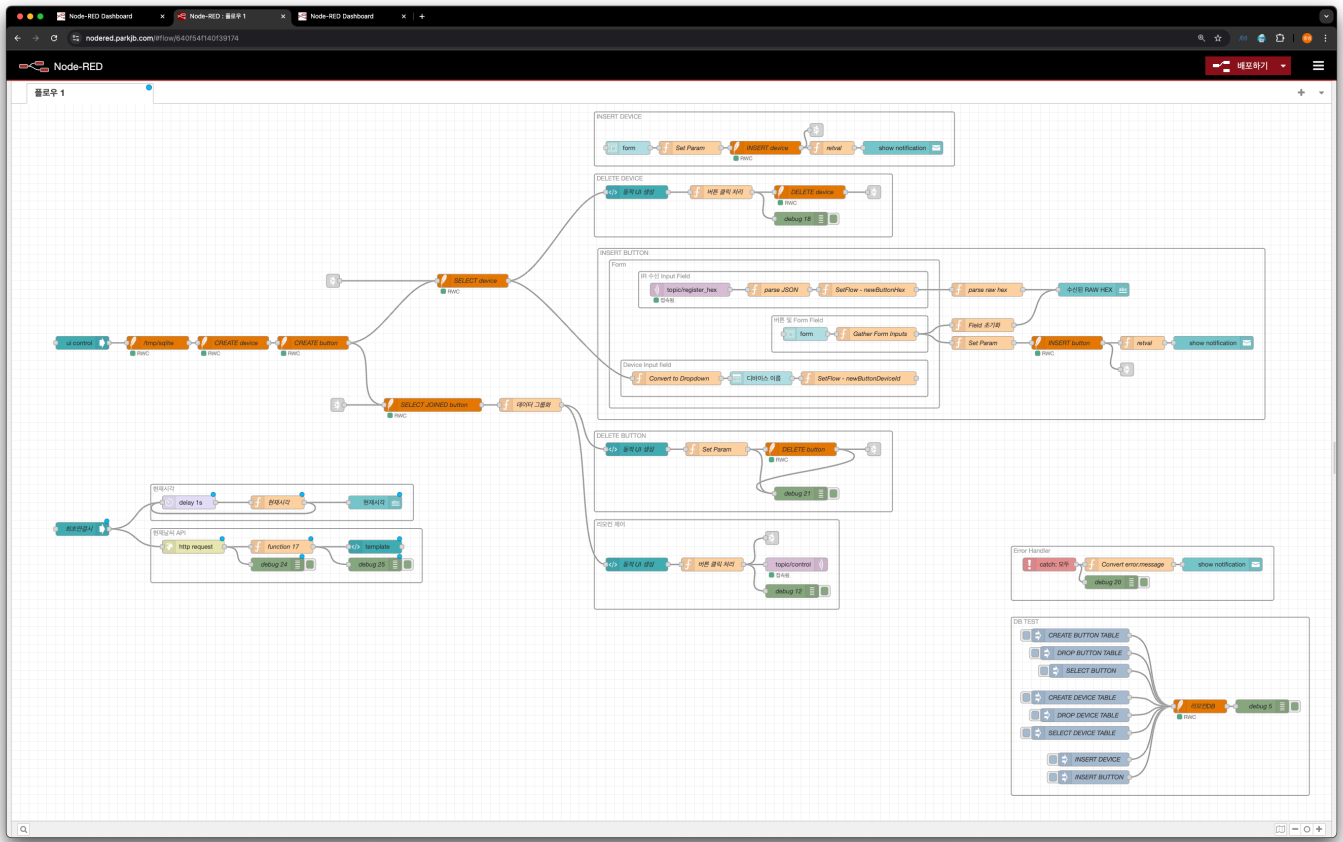 Node-RED Dashboard
Node-RED : 플로우 1
Node-RED Dashboard
nodered.parkjb.com/#flow/640f54f140f39174
Node-RED
배포하기
플로우 1
INSERT DEVICE
form
Set Param
INSERT device
RWC
retval
show notification
DELETE DEVICE
동적 UI 생성
버튼 클릭 처리
DELETE device
RWC
debug 18
INSERT BUTTON
Form
IR 수신 Input Field
topic/register_hex
접속됨
parse JSON
SetFlow - newButtonHex
parse raw hex
수신된 RAW HEX
abc
버튼 및 Form Field
form
Gather Form Inputs
Field 초기화
Set Param
INSERT button
RWC
retval
show notification
Device Input field
Convert to Dropdown
디바이스 이름
SetFlow - newButtonDeviceId
SELECT device
RWC
ui control
/tmp/sqlite
RWC
CREATE device
RWC
CREATE button
RWC
SELECT JOINED button
RWC
데이터 그룹화
DELETE BUTTON
동적 UI 생성
Set Param
DELETE button
RWC
debug 21
현재시각
delay 1s
현재시각
현재시각
abc
최초연결시
현재날씨 API
http request
function 17
template
debug 24
debug 25
리모컨 제어
동적 UI 생성
버튼 클릭 처리
topic/control
접속됨
debug 12
Error Handler
catch: 모두
Convert error.message
show notification
debug 20
DB TEST
CREATE BUTTON TABLE
DROP BUTTON TABLE
SELECT BUTTON
CREATE DEVICE TABLE
DROP DEVICE TABLE
SELECT DEVICE TABLE
INSERT DEVICE
INSERT BUTTON
리모컨DB
RWC
debug 5